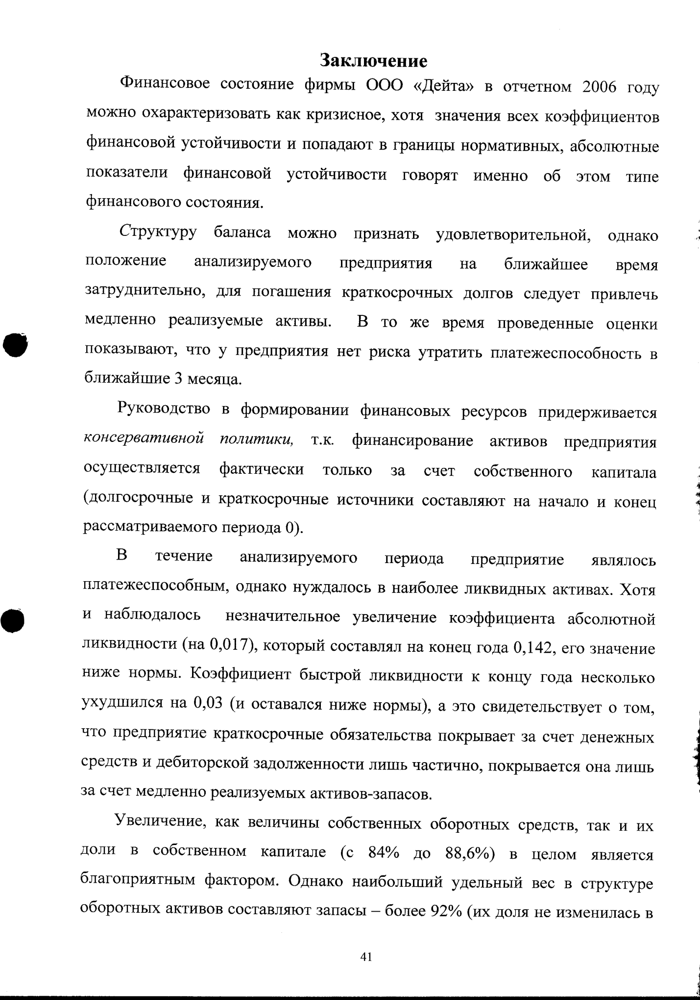 Заключение
Финансовое состояние фирмы ООО «Дейта» в отчетном 2006 году
можно охарактеризовать как кризисное, хотя значения всех коэффициентов
финансовой устойчивости и попадают в границы нормативных, абсолютные
показатели финансовой устойчивости говорят именно об этом типе
финансового состояния.
Структуру баланса можно признать удовлетворительной, однако
положение анализируемого предприятия на ближайшее время
затруднительно, для погашения краткосрочных долгов следует привлечь
медленно реализуемые активы. В то же время проведенные оценки
показывают, что у предприятия нет риска утратить платежеспособность в
ближайшие 3 месяца.
Руководство в формировании финансовых ресурсов придерживается
консервативной политики, т.к. финансирование активов предприятия
осуществляется фактически только за счет собственного капитала
(долгосрочные и краткосрочные источники составляют на начало и конец
рассматриваемого периода 0).
В течение анализируемого периода предприятие являлось
платежеспособным, однако нуждалось в наиболее ликвидных активах. Хотя
и наблюдалось незначительное увеличение коэффициента абсолютной
ликвидности (на 0,017), который составлял на конец года 0,142, его значение
ниже нормы. Коэффициент быстрой ликвидности к концу года несколько
ухудшился на 0,03 (и оставался ниже нормы), а это свидетельствует о том,
что предприятие краткосрочные обязательства покрывает за счет денежных
средств и дебиторской задолженности лишь частично, покрывается она лишь
за счет медленно реализуемых активов-запасов.
Увеличение, как величины собственных оборотных средств, так и их
доли в собственном капитале (с 84% до 88,6%) в целом является
благоприятным фактором. Однако наибольший удельный вес в структуре
оборотных активов составляют запасы – более 92% (их доля не изменилась в
41